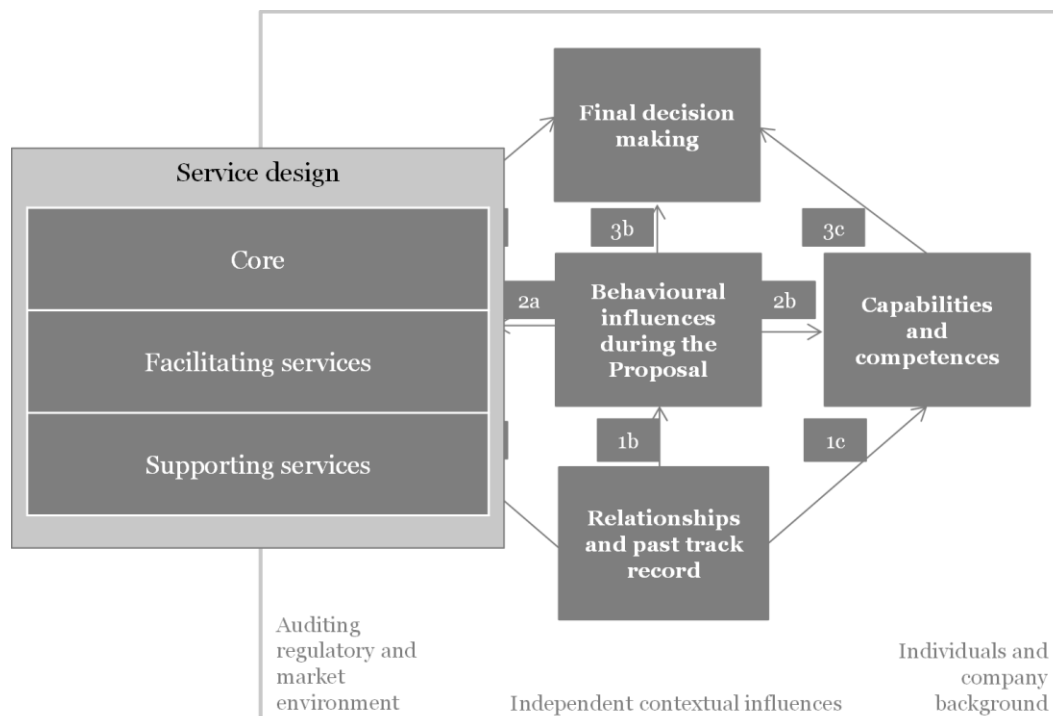 Final decision
making
Service design
Core
Facilitating services
Supporting services
3b
3c
2a
Behavioural
influences
during the
Proposal
2b
Capabilities
and
competences
1b
1c
Relationships
and past track
record
Auditing
regulatory and
market
environment
Independent contextual influences
Individuals and
company
background